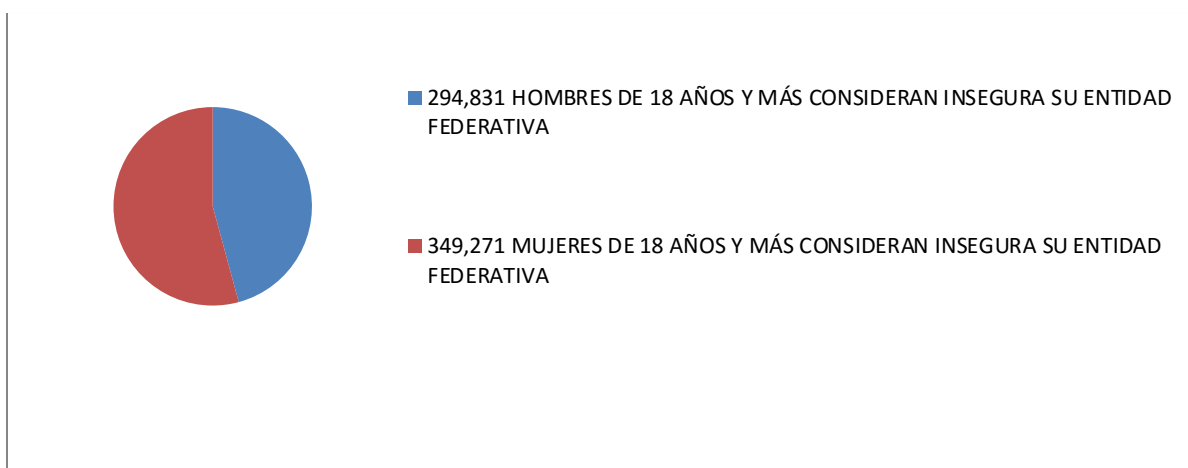 294,831 HOMBRES DE 18 AÑOS Y MÁS CONSIDERAN INSEGURA SU ENTIDAD
FEDERATIVA
349,271 MUJERES DE 18 AÑOS Y MÁS CONSIDERAN INSEGURA SU ENTIDAD
FEDERATIVA